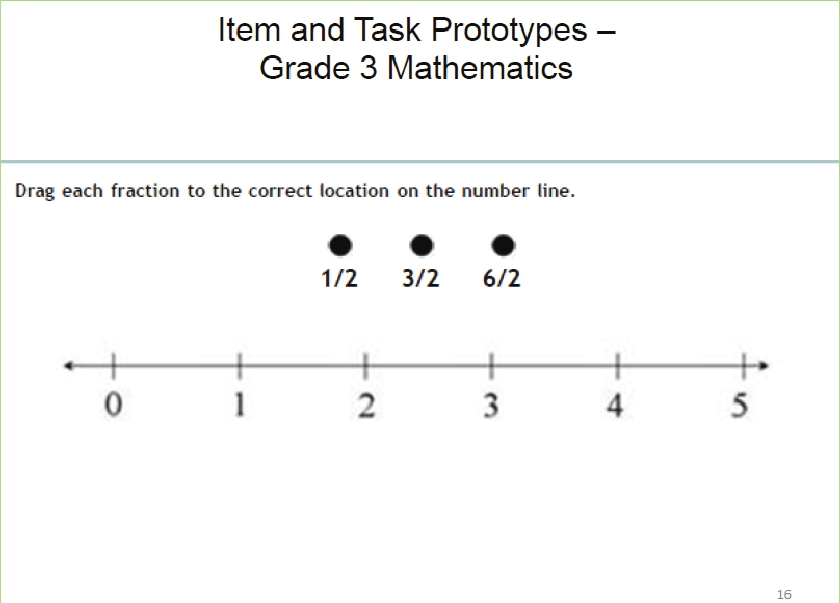 Item and Task Prototypes –
Grade 3 Mathematics
Drag each fraction to the correct location on the number line.
1/2 3/2 6/2
0 1 2 3 4 5
16